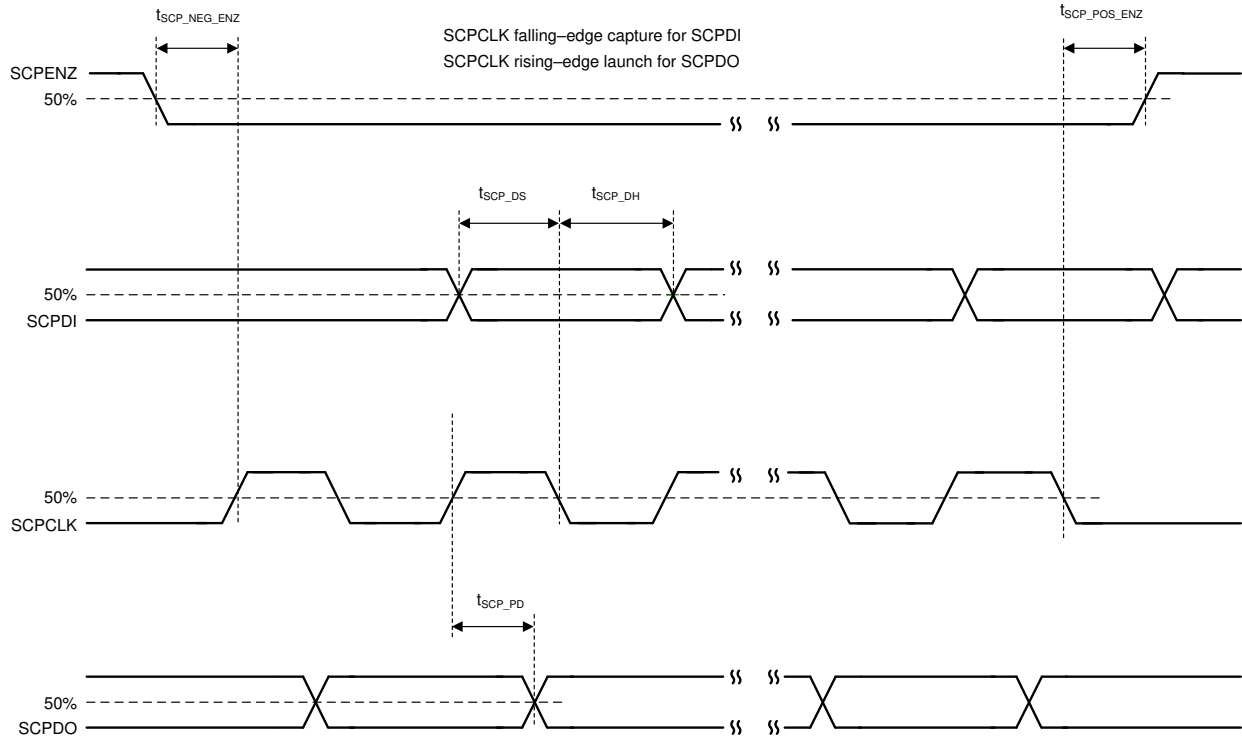 tSCP_NEG_ENZ
SCPCLK falling–edge capture for SCPDI
SCPCLK rising–edge launch for SCPDO
tSCP_POS_ENZ
SCPENZ
50%
tSCP_DS
tSCP_DH
50%
SCPDI
50%
SCPCLK
tSCP_PD
50%
SCPDO